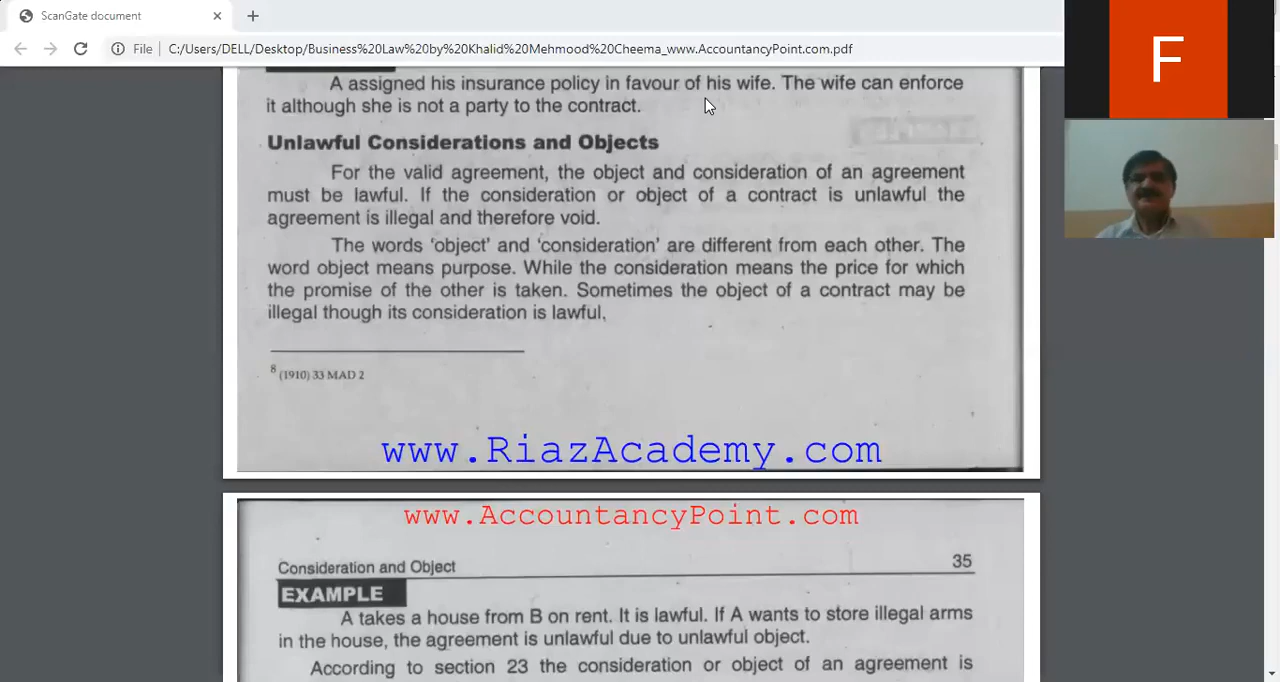 ScanGate document
File
C:/Users/DELL/Desktop/Business%20Law%20by%20Khalid%20Mehmood%20Cheema_www.AccountancyPoint.com.pdf
F
A assigned his insurance policy in favour of his wife. The wife can enforce
it although she is not a party to the contract.
Unlawful Considerations and Objects
For the valid agreement, the object and consideration of an agreement
must be lawful. If the consideration or object of a contract is unlawful the
agreement is illegal and therefore void.
The words 'object' and 'consideration' are different from each other. The
word object means purpose. While the consideration means the price for which
the promise of the other is taken. Sometimes the object of a contract may be
illegal though its consideration is lawful.
8 (1910) 33 MAD 2
www.RiazAcademy.com
www.AccountancyPoint.com
Consideration and Object 35
EXAMPLE
A takes a house from B on rent. It is lawful. If A wants to store illegal arms
in the house, the agreement is unlawful due to unlawful object.
According to section 23 the consideration or object of an agreement is